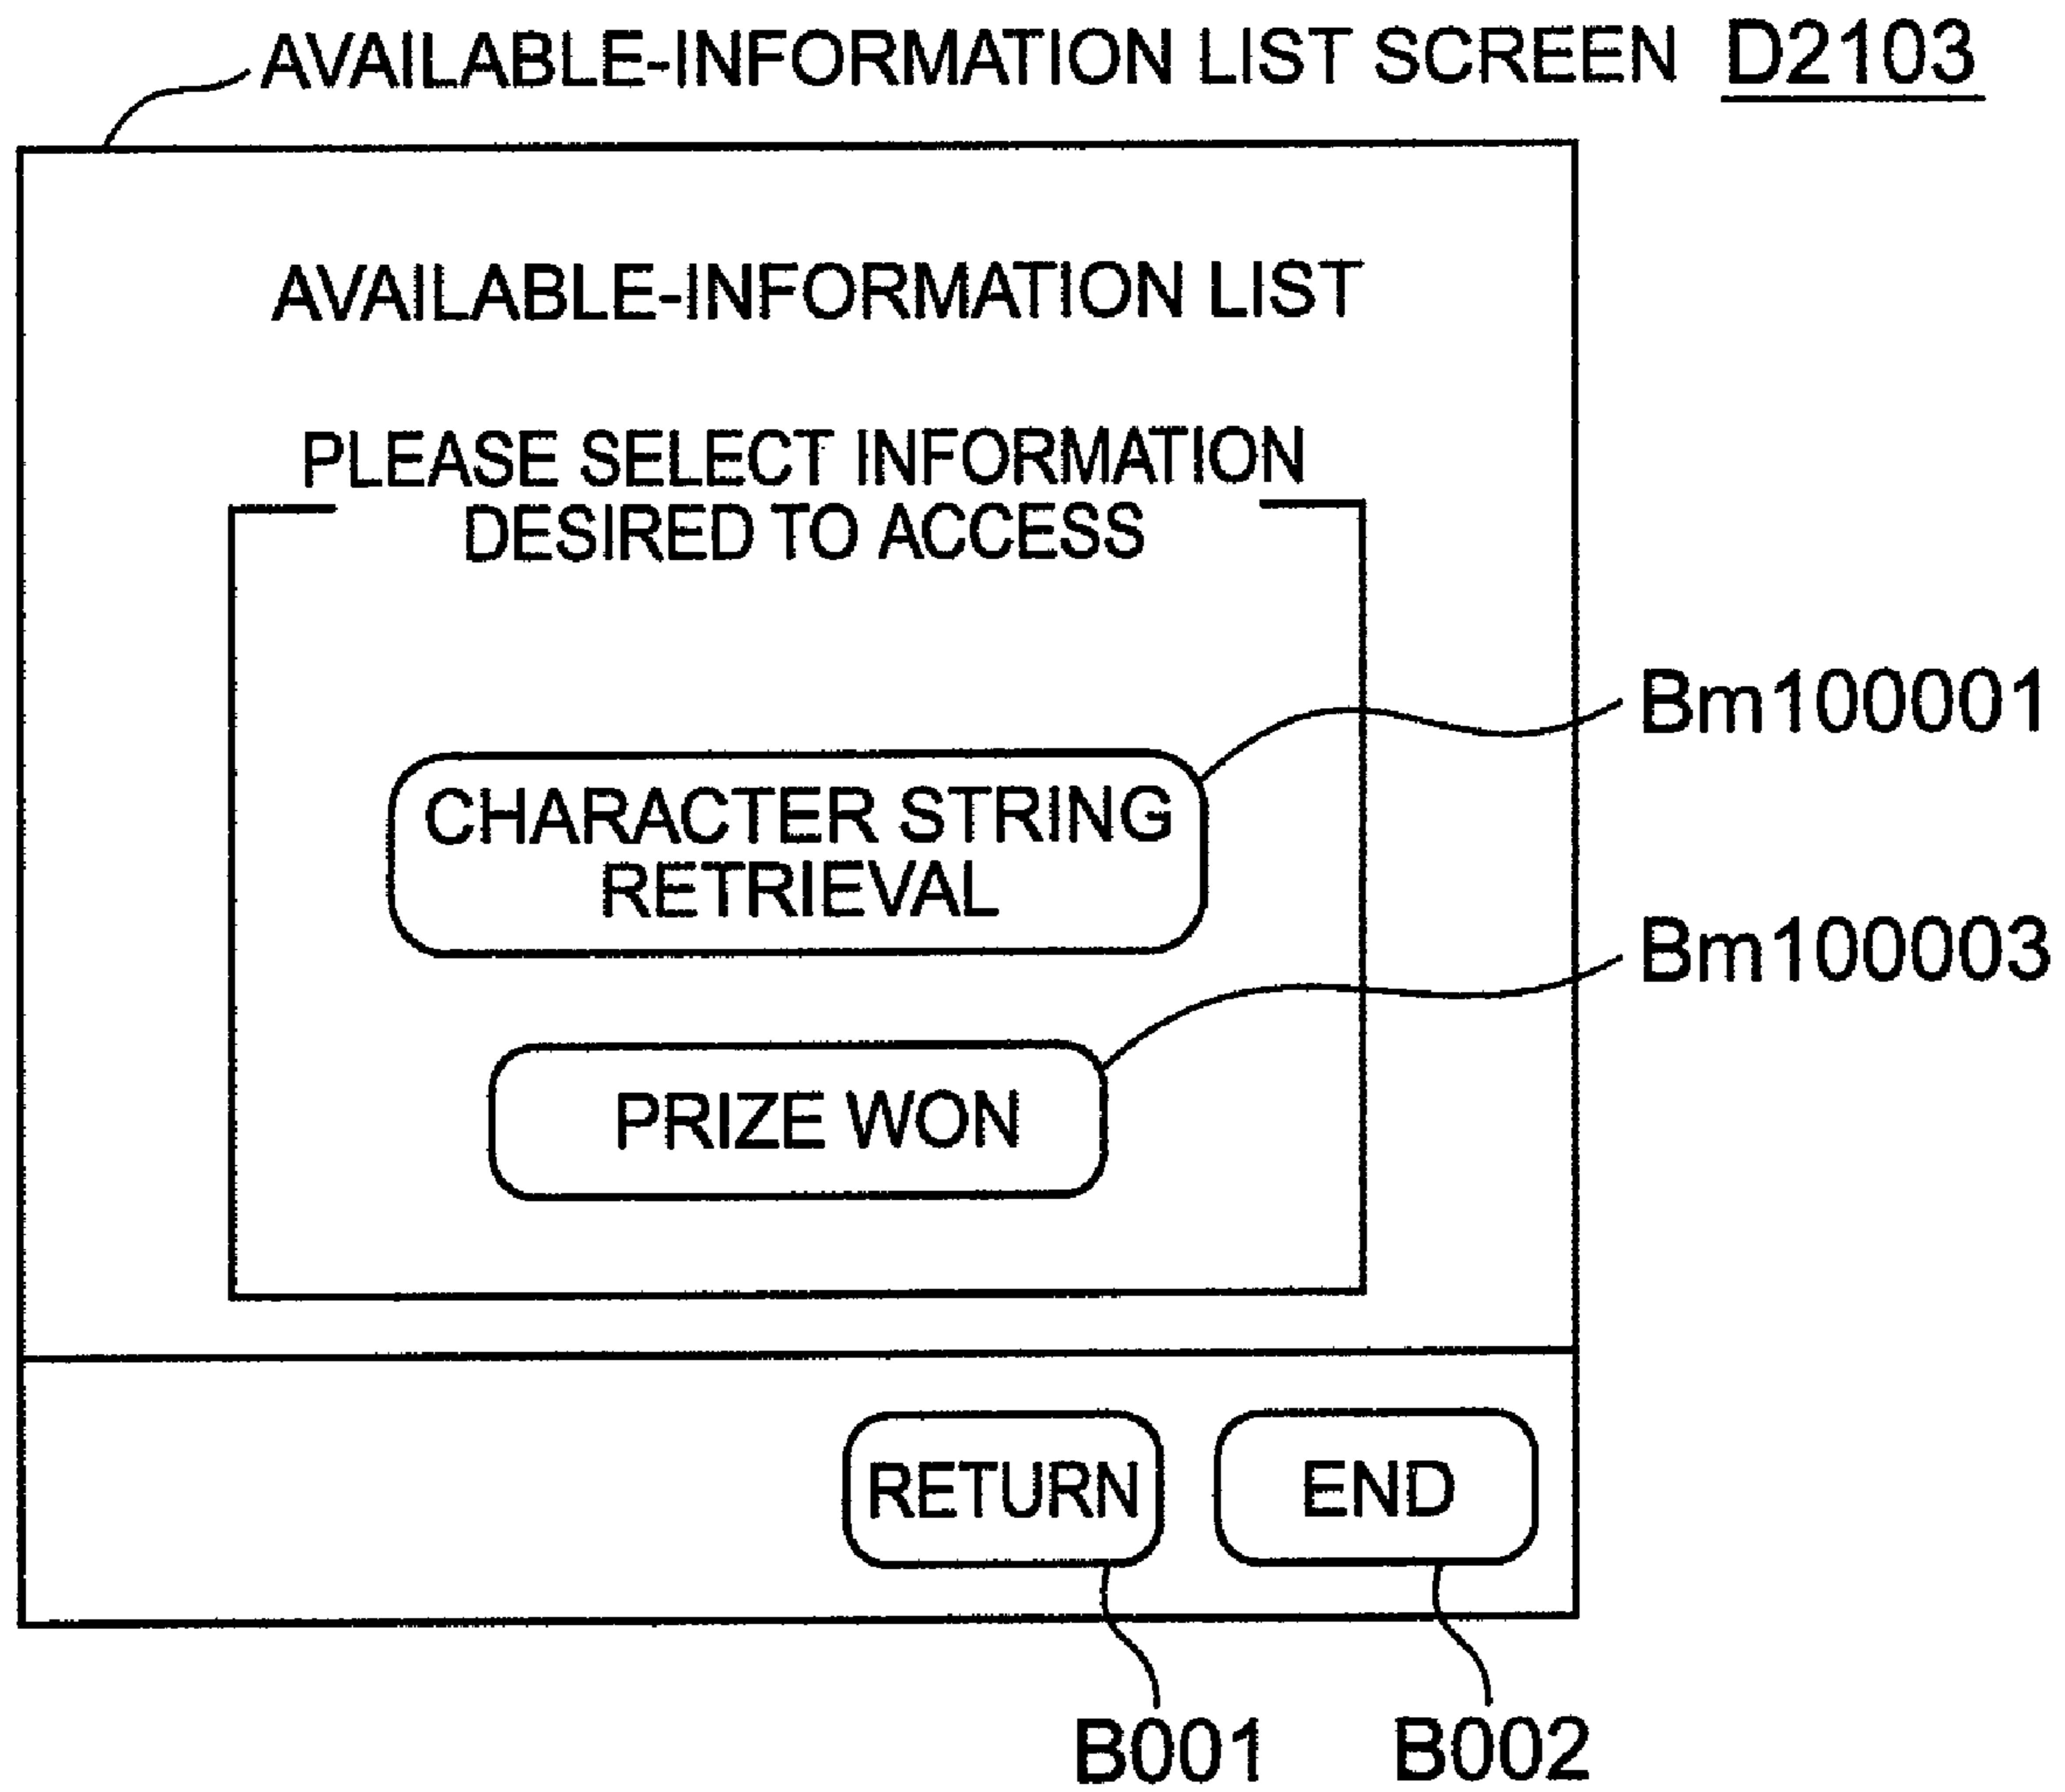 AVAILABLE-INFORMATION LIST SCREEN D2103
AVAILABLE-INFORMATION LIST
PLEASE SELECT INFORMATION
DESIRED TO ACCESS
Bm100001
CHARACTER STRING
RETRIEVAL
Bm100003
PRIZE WON
RETURN
END
B001
B002